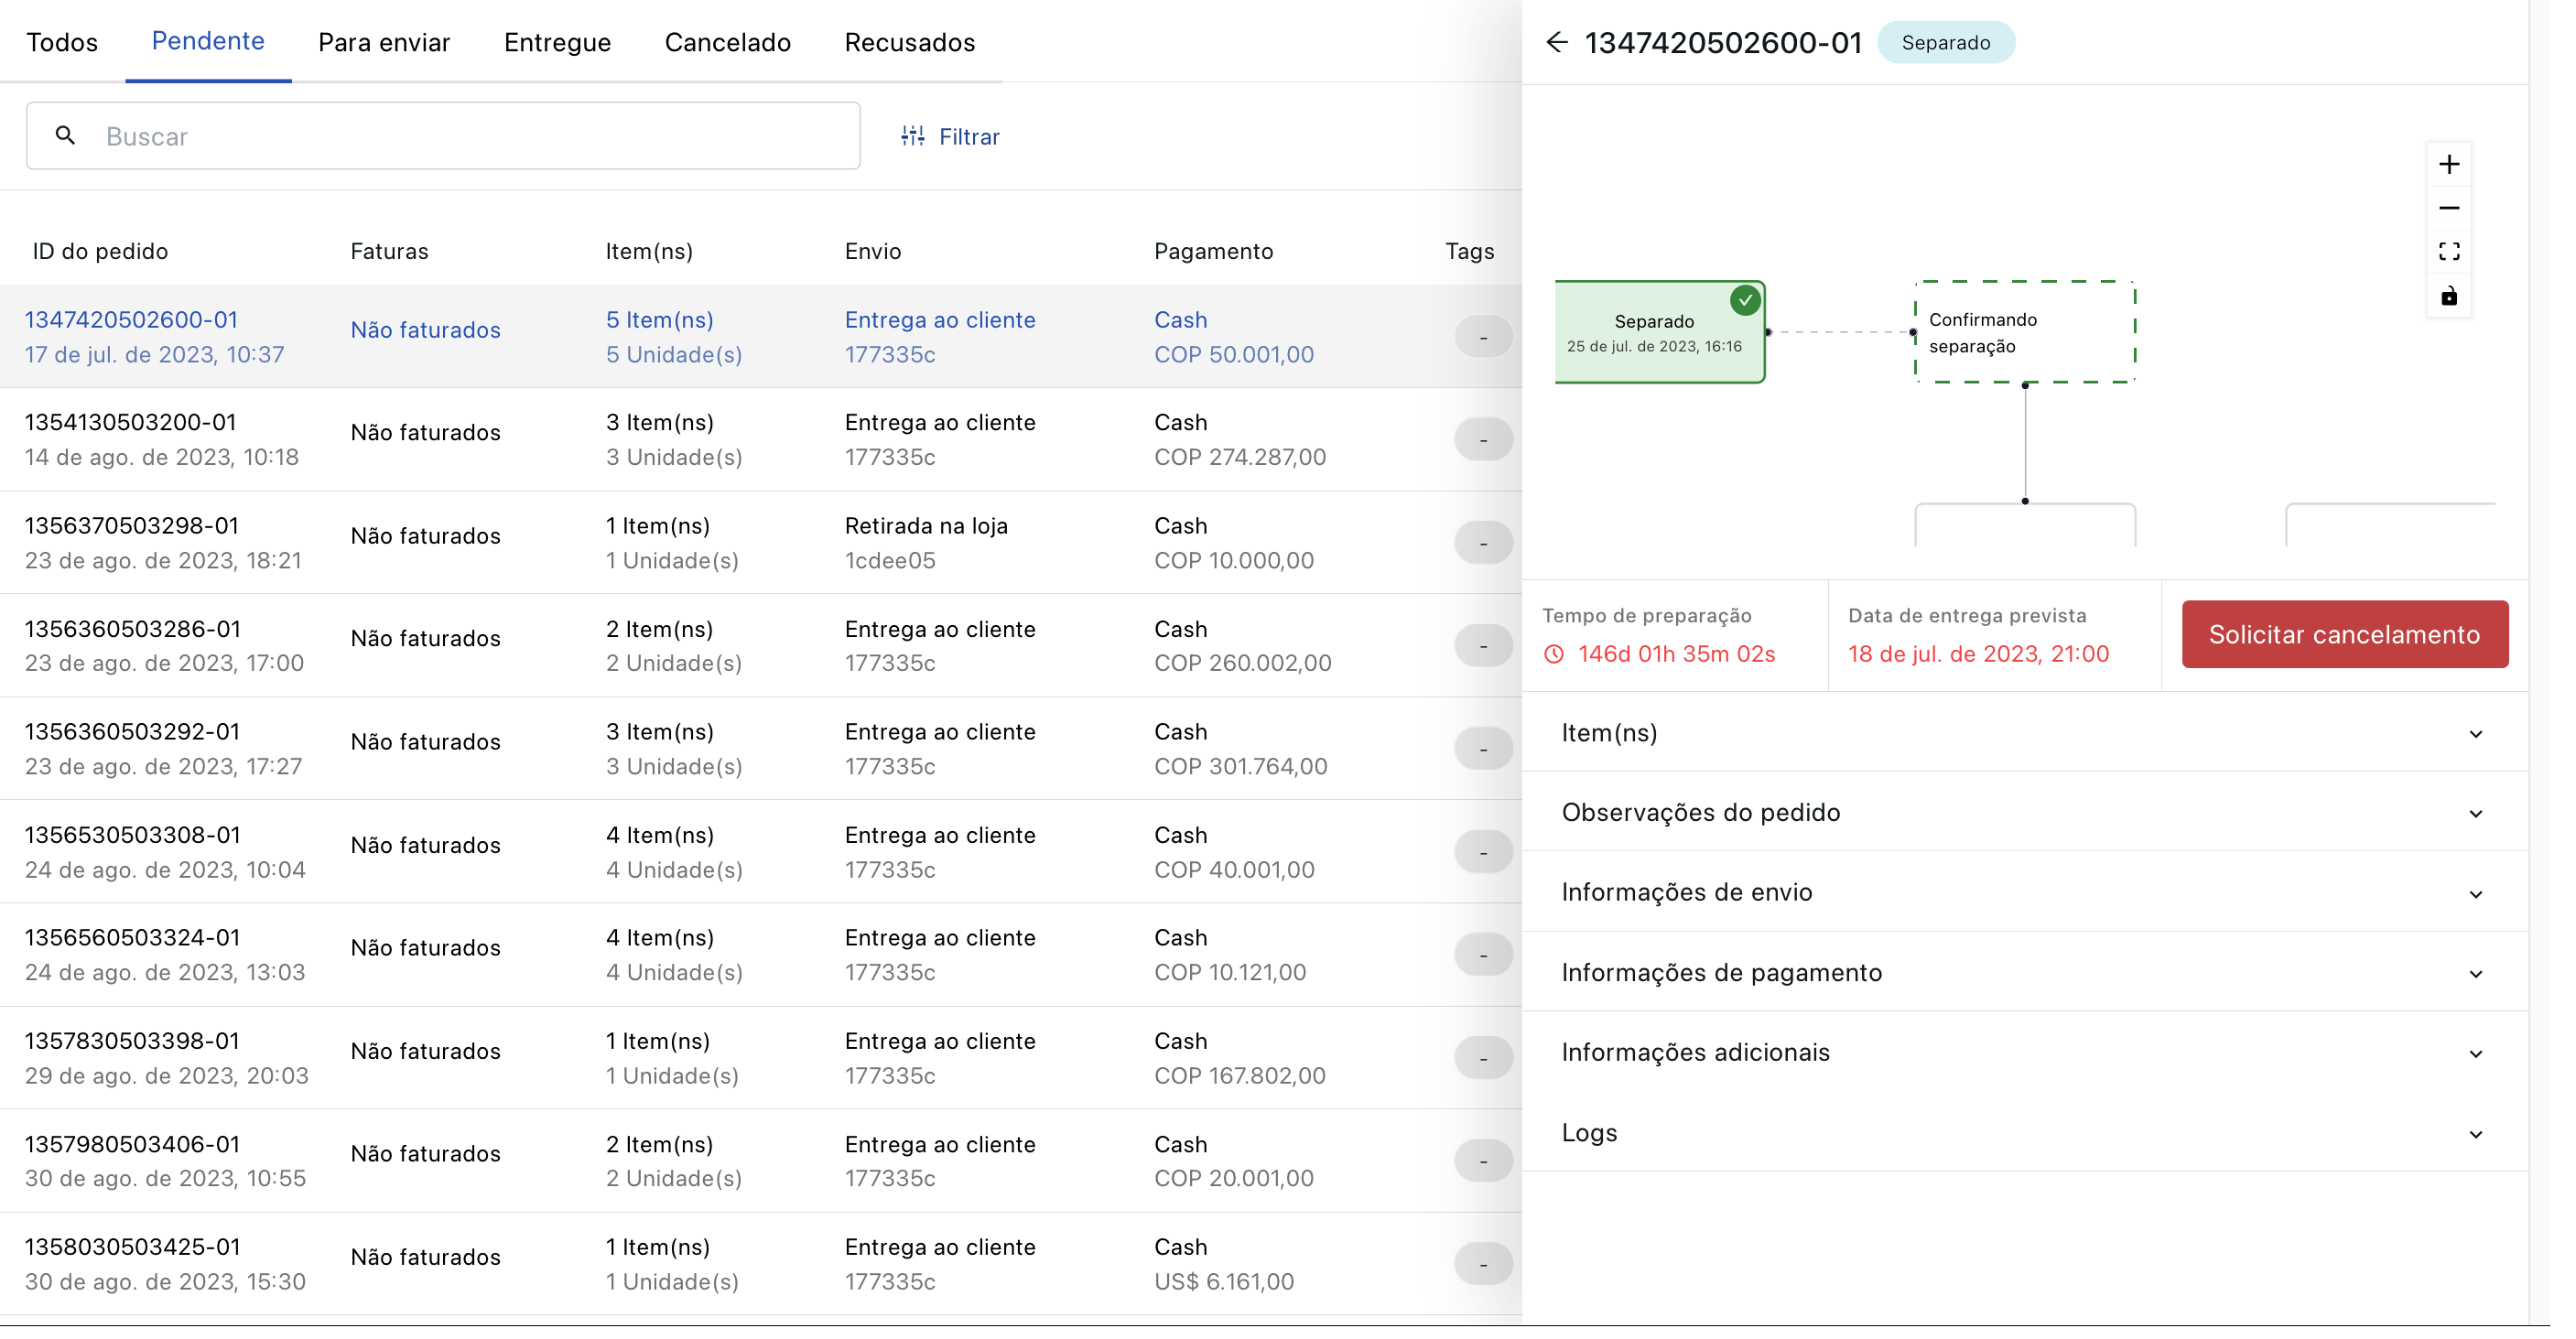 Todos Pendente Para enviar Entregue Cancelado Recusados
Buscar
Filtrar
ID do pedido Faturas Item(ns) Envio Pagamento Tags
1347420502600-01 Não faturados 5 Item(ns) Entrega ao cliente Cash -
17 de jul. de 2023, 10:37 5 Unidade(s) 177335c COP 50.001,00
1354130503200-01 Não faturados 3 Item(ns) Entrega ao cliente Cash -
14 de ago. de 2023, 10:18 3 Unidade(s) 177335c COP 274.287,00
1356370503298-01 Não faturados 1 Item(ns) Retirada na loja Cash -
23 de ago. de 2023, 18:21 1 Unidade(s) 1cdee05 COP 10.000,00
1356360503286-01 Não faturados 2 Item(ns) Entrega ao cliente Cash -
23 de ago. de 2023, 17:00 2 Unidade(s) 177335c COP 260.002,00
1356360503292-01 Não faturados 3 Item(ns) Entrega ao cliente Cash -
23 de ago. de 2023, 17:27 3 Unidade(s) 177335c COP 301.764,00
1356530503308-01 Não faturados 4 Item(ns) Entrega ao cliente Cash -
24 de ago. de 2023, 10:04 4 Unidade(s) 177335c COP 40.001,00
1356560503324-01 Não faturados 4 Item(ns) Entrega ao cliente Cash -
24 de ago. de 2023, 13:03 4 Unidade(s) 177335c COP 10.121,00
1357830503398-01 Não faturados 1 Item(ns) Entrega ao cliente Cash -
29 de ago. de 2023, 20:03 1 Unidade(s) 177335c COP 167.802,00
1357980503406-01 Não faturados 2 Item(ns) Entrega ao cliente Cash -
30 de ago. de 2023, 10:55 2 Unidade(s) 177335c COP 20.001,00
1358030503425-01 Não faturados 1 Item(ns) Entrega ao cliente Cash -
30 de ago. de 2023, 15:30 1 Unidade(s) 177335c US$ 6.161,00
1347420502600-01 Separado
Separado
25 de jul. de 2023, 16:16
Confirmando
separação
Tempo de preparação
146d 01h 35m 02s
Data de entrega prevista
18 de jul. de 2023, 21:00
Solicitar cancelamento
Item(ns)
Observações do pedido
Informações de envio
Informações de pagamento
Informações adicionais
Logs